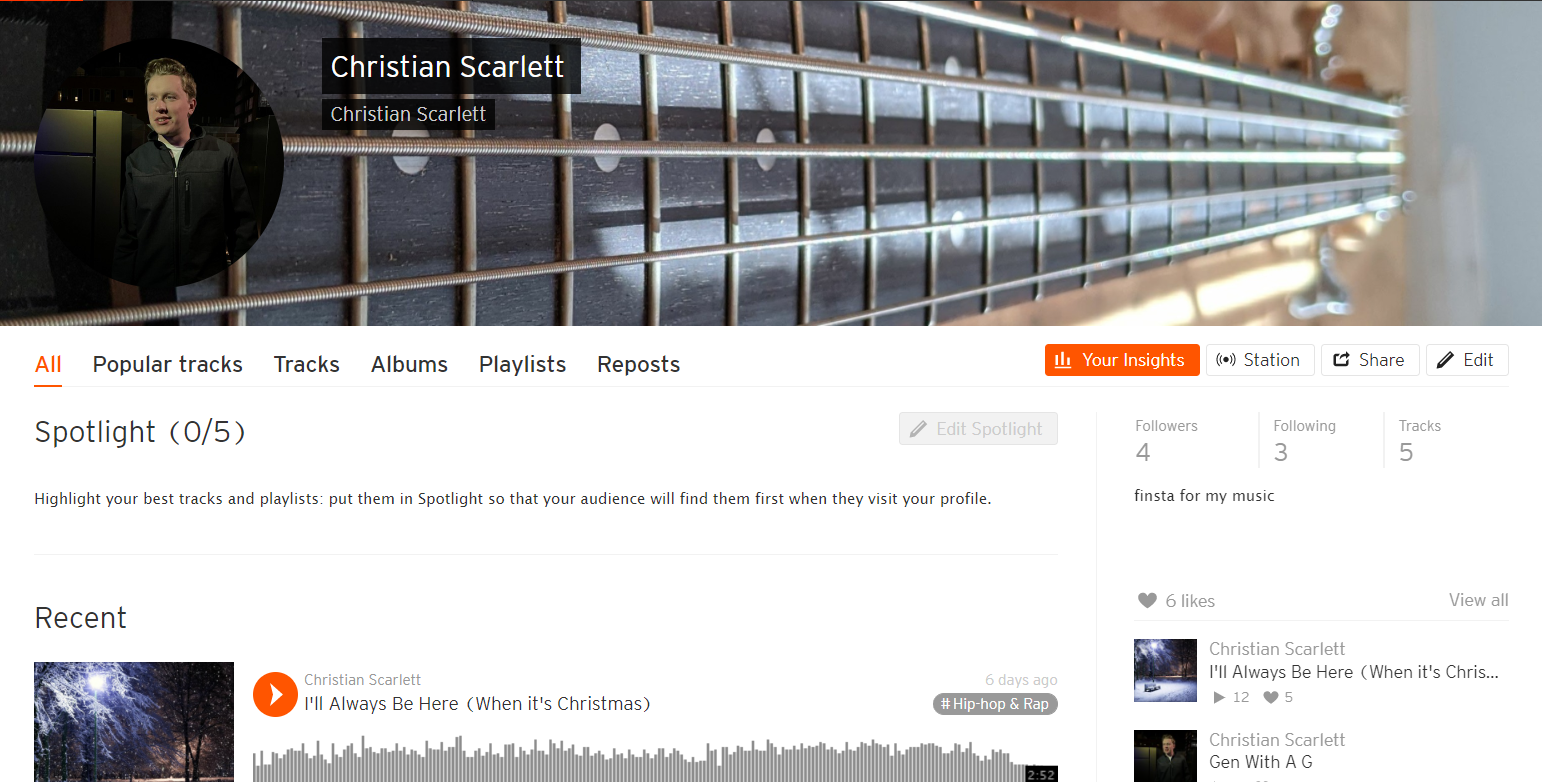 Christian Scarlett
Christian Scarlett
All
Popular tracks
Tracks
Albums
Playlists
Reposts
Your Insights
Station
Share
Edit
Spotlight (0/5)
Edit Spotlight
Highlight your best tracks and playlists: put them in Spotlight so that your audience will find them first when they visit your profile.
Followers
4
Following
3
Tracks
5
finsta for my music
6 likes
View all
Christian Scarlett
I'll Always Be Here (When it's Chris...
12
5
Christian Scarlett
Gen With A G
Recent
Christian Scarlett
6 days ago
I'll Always Be Here (When it's Christmas)
# Hip-hop & Rap
2:52